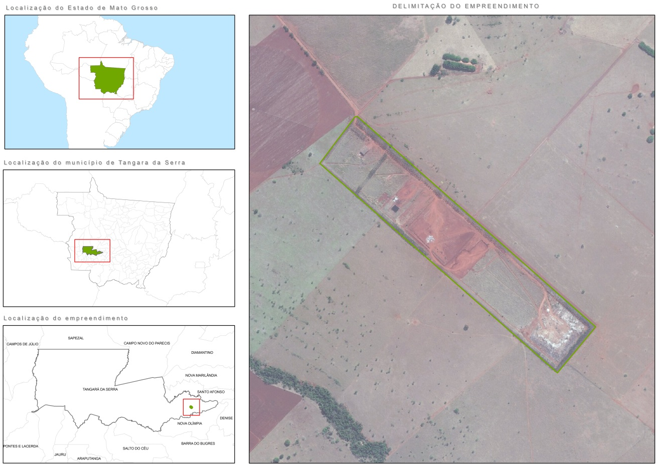 Localização do Estado de Mato Grosso
DELIMITAÇÃO DO EMPREENDIMENTO
Localização do município de Tangara da Serra
Localização do empreendimento
CAMPOS DE JÚLIO
SAPEZAL
CAMPO NOVO DO PARECIS
DIAMANTINO
NOVA MARILÂNDIA
TANGARÁ DA SERRA
SANTO AFONSO
DENISE
NOVA OLÍMPIA
BARRA DO BUGRES
PONTES E LACERDA
SALTO DO CÉU
JAURU
ARAPUTANGA